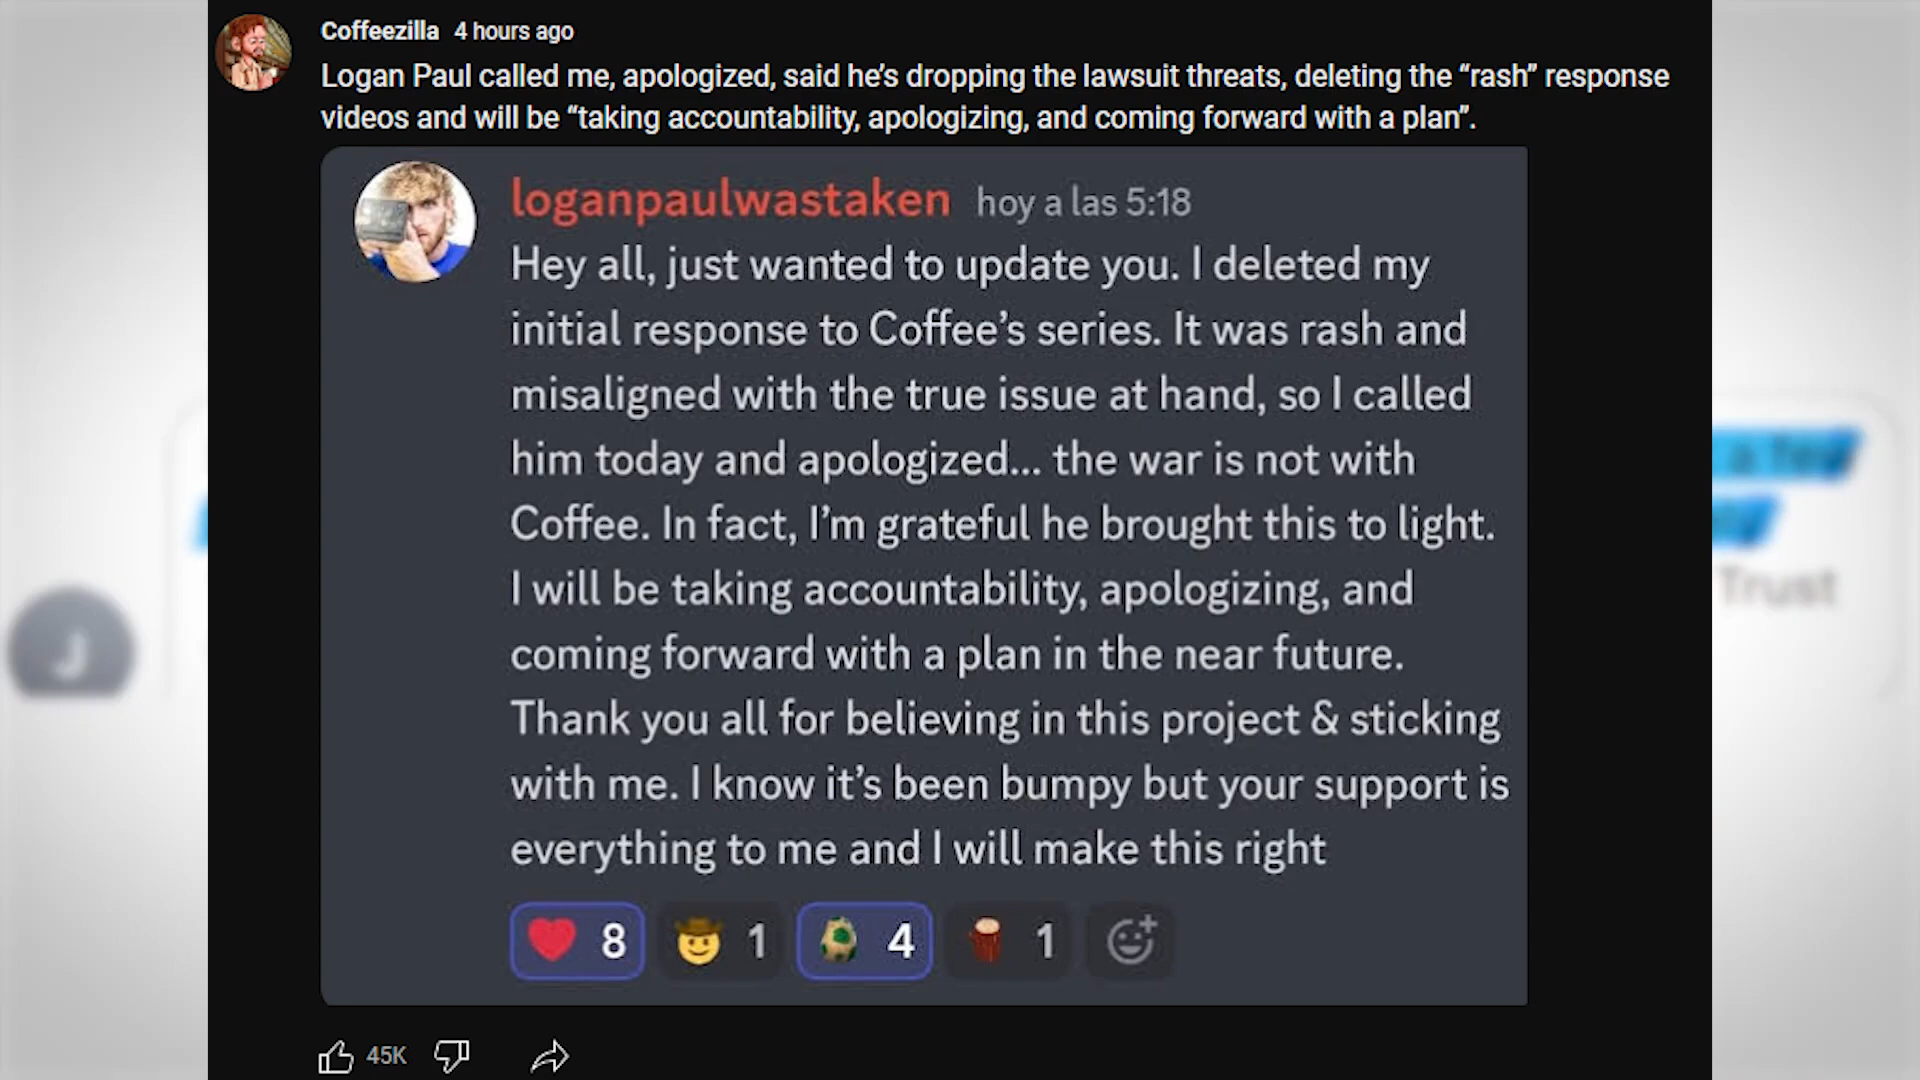 Coffeezilla 4 hours ago
Logan Paul called me, apologized, said he’s dropping the lawsuit threats, deleting the “rash” response
videos and will be “taking accountability, apologizing, and coming forward with a plan”.
loganpaulwastaken hoy a las 5:18
Hey all, just wanted to update you. I deleted my
initial response to Coffee’s series. It was rash and
misaligned with the true issue at hand, so I called
him today and apologized... the war is not with
Coffee. In fact, I’m grateful he brought this to light.
I will be taking accountability, apologizing, and
coming forward with a plan in the near future.
Thank you all for believing in this project & sticking
with me. I know it’s been bumpy but your support is
everything to me and I will make this right
8 1 4 1
45K
a few
Trust
J